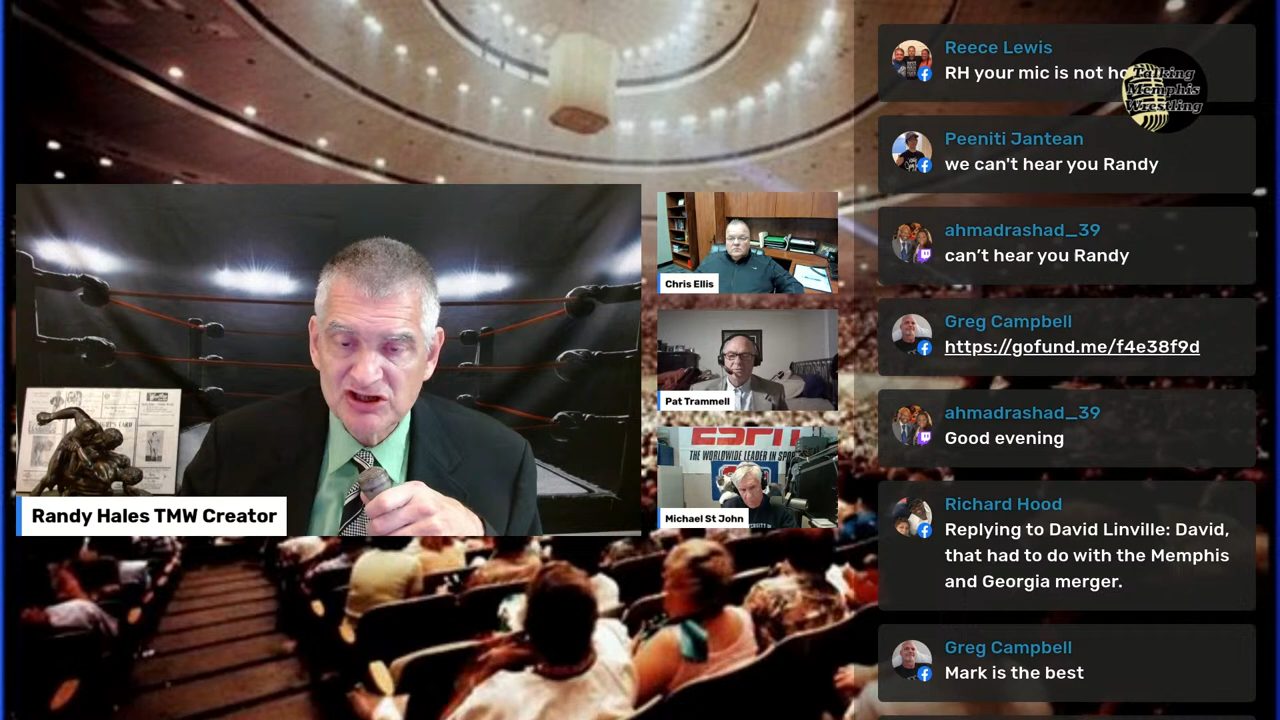 Randy Hales TMW Creator
Chris Ellis
Pat Trammell
ESPN
THE WORLDWIDE LEADER IN
Michael St John
Reece Lewis
RH your mic is not
Talking
Memphis
Wrestling
Peeniti Jantean
we can't hear you Randy
ahmadrashad_39
can’t hear you Randy
Greg Campbell
https://gofund.me/f4e38f9d
ahmadrashad_39
Good evening
Richard Hood
Replying to David Linville: David,
that had to do with the Memphis
and Georgia merger.
Greg Campbell
Mark is the best